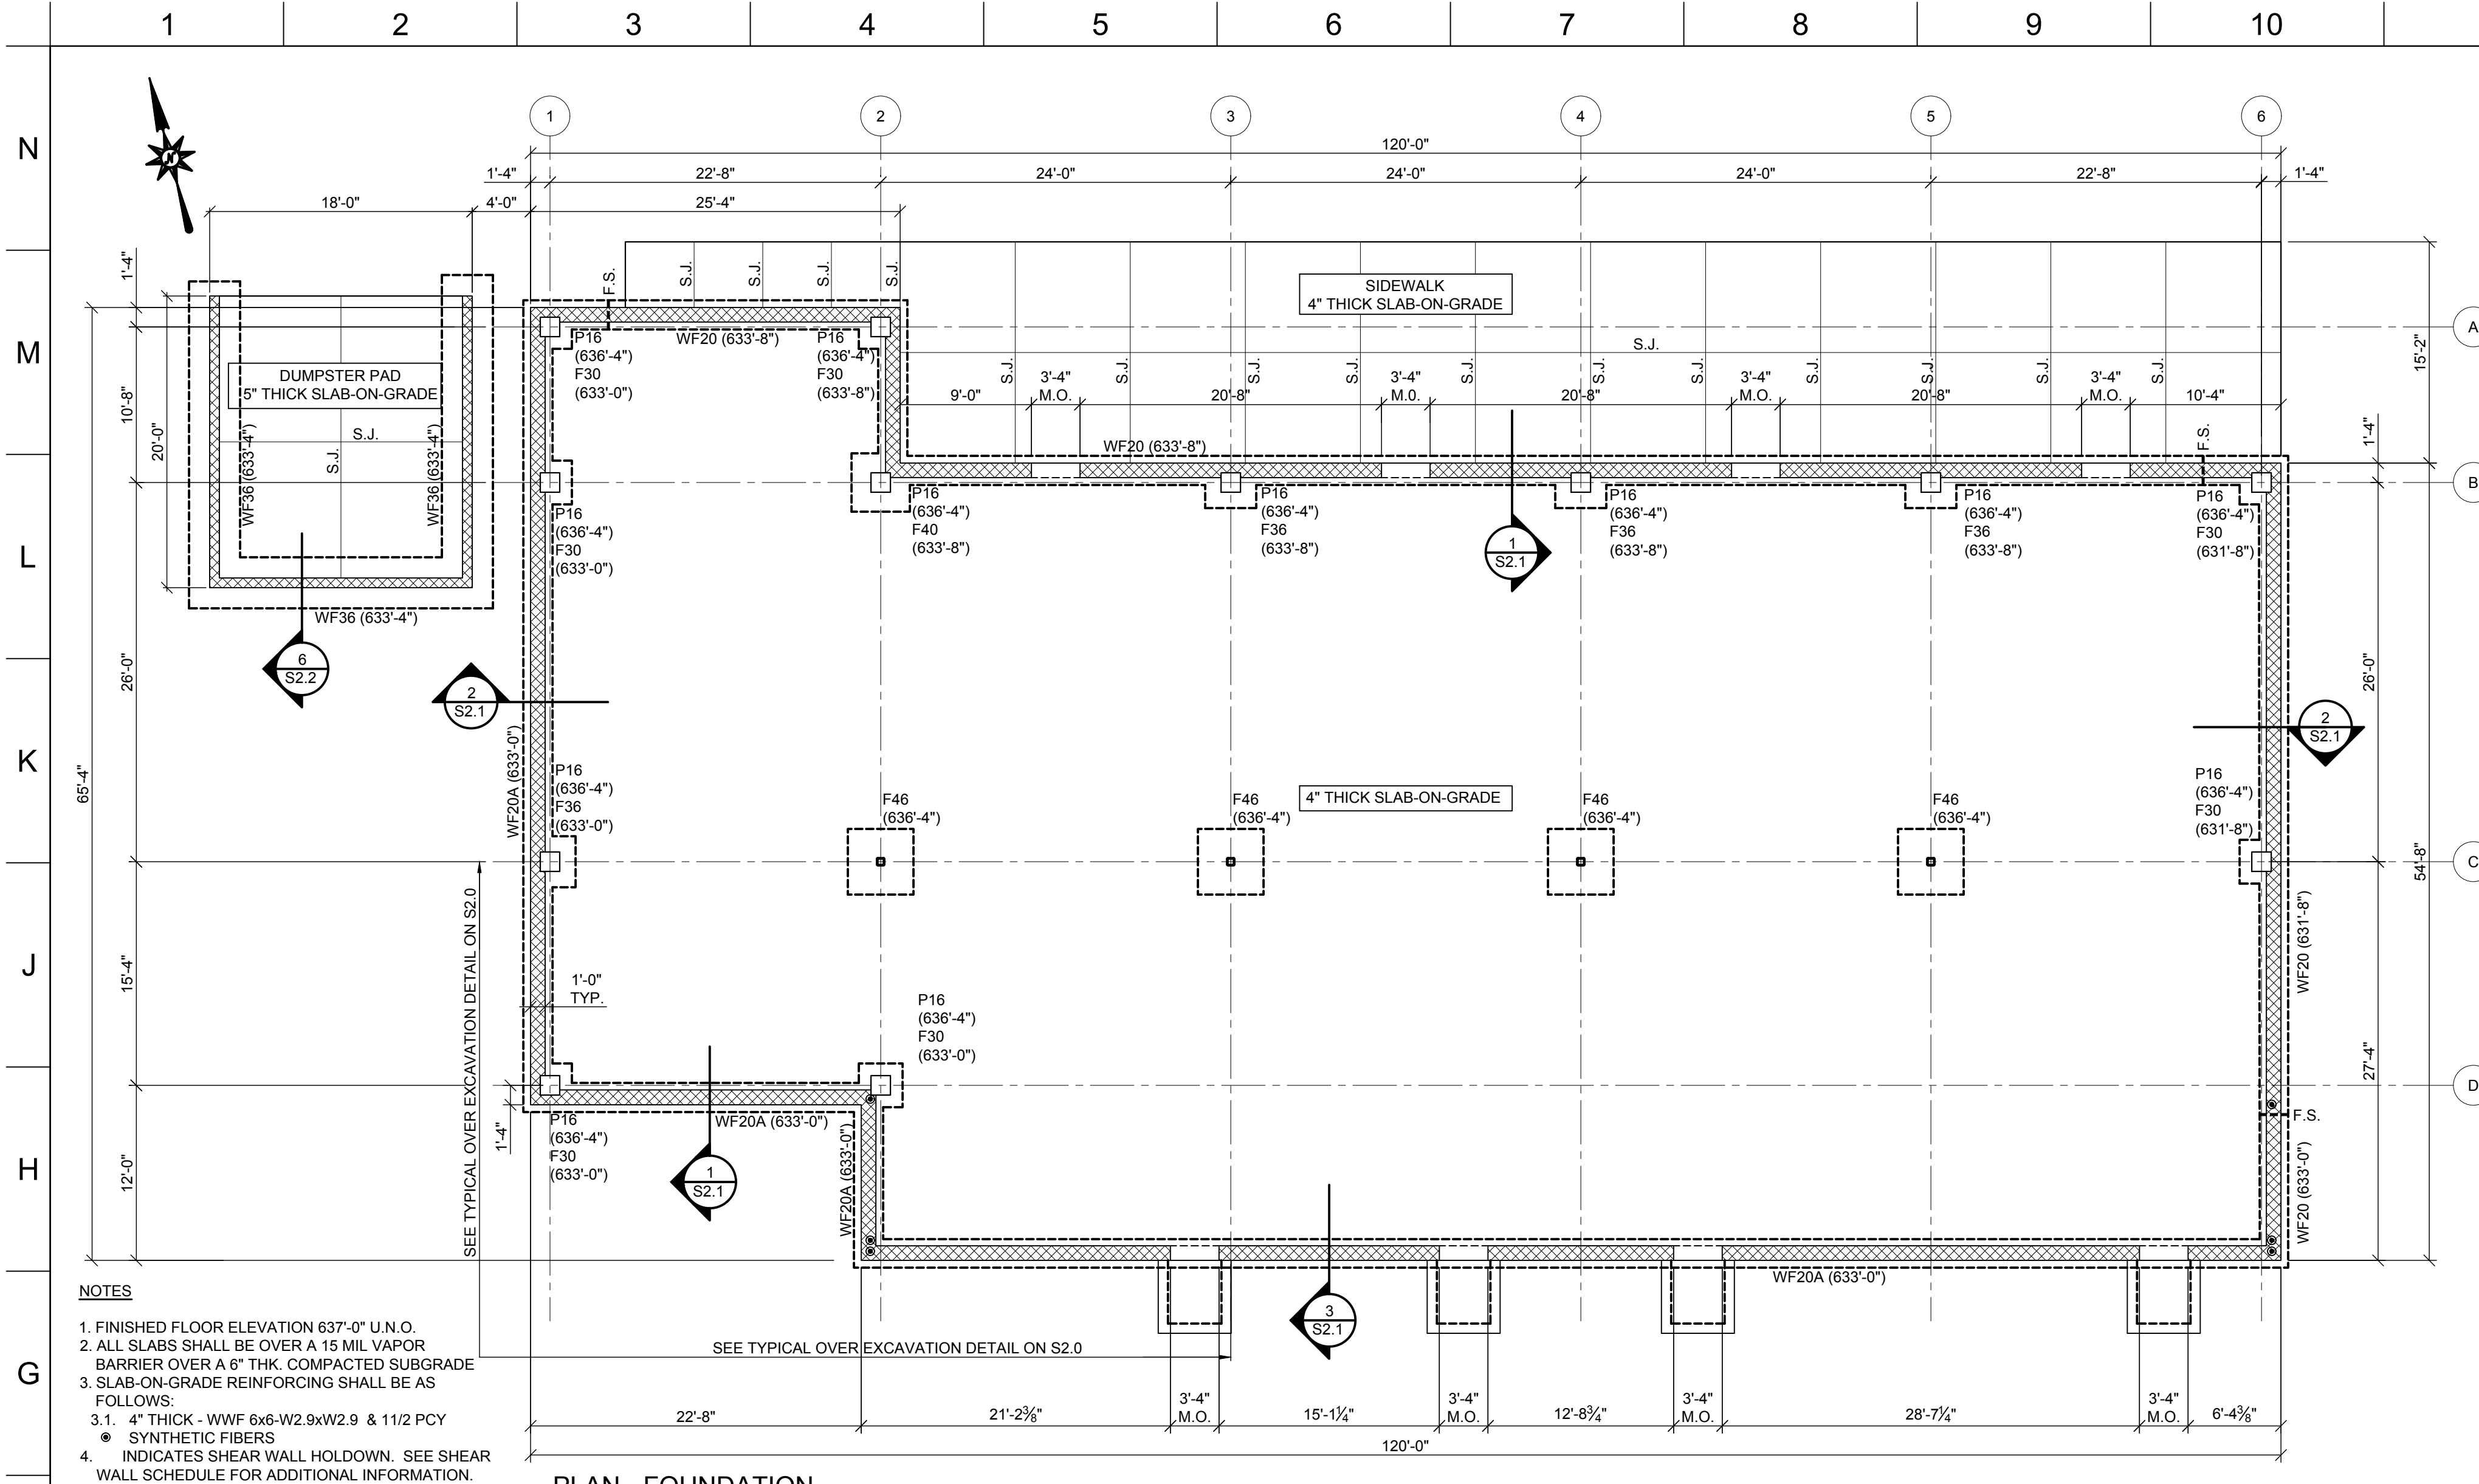 1 2 3 4 5 6 7 8 9 10
N
M
L
K
J
H
G
N
1 2 3 4 5 6
120'-0"
1'-4" 22'-8" 24'-0" 24'-0" 24'-0" 22'-8" 1'-4"
18'-0" 4'-0" 25'-4"
1'-4"
10'-8"
20'-0"
26'-0"
65'-4"
15'-4"
12'-0"
DUMPSTER PAD
5" THICK SLAB-ON-GRADE
S.J.
S.J.
WF36 (633'-4")
WF36 (633'-4")
WF36 (633'-4")
6
S2.2
2
S2.1
F.S.
S.J.
S.J.
S.J.
S.J.
SIDEWALK
4" THICK SLAB-ON-GRADE
S.J.
A
P16
(636'-4")
F30
(633'-0")
WF20 (633'-8")
P16
(636'-4")
F30
(633'-8")
S.J.
S.J.
S.J.
S.J.
S.J.
S.J.
S.J.
S.J.
S.J.
S.J.
S.J.
9'-0"
3'-4"
M.O.
20'-8"
3'-4"
M.0.
20'-8"
3'-4"
M.O.
20'-8"
3'-4"
M.O.
10'-4"
F.S.
15'-2"
1'-4"
WF20 (633'-8")
B
P16
(636'-4")
F30
(633'-0")
P16
(636'-4")
F40
(633'-8")
P16
(636'-4")
F36
(633'-8")
P16
(636'-4")
F36
(633'-8")
P16
(636'-4")
F36
(633'-8")
P16
(636'-4")
F30
(631'-8")
1
S2.1
26'-0"
2
S2.1
WF20A (633'-0")
P16
(636'-4")
F36
(633'-0")
F46
(636'-4")
F46
(636'-4")
4" THICK SLAB-ON-GRADE
F46
(636'-4")
F46
(636'-4")
P16
(636'-4")
F30
(631'-8")
C
54'-8"
SEE TYPICAL OVER EXCAVATION DETAIL ON S2.0
1'-0"
TYP.
P16
(636'-4")
F30
(633'-0")
WF20 (631'-8")
27'-4"
D
F.S.
WF20 (633'-0")
1'-4"
P16
(636'-4")
F30
(633'-0")
WF20A (633'-0")
WF20A (633'-0")
1
S2.1
WF20A (633'-0")
3
S2.1
SEE TYPICAL OVER EXCAVATION DETAIL ON S2.0
22'-8"
21'-2⅜"
3'-4"
M.O.
15'-1¼"
3'-4"
M.O.
12'-8¾"
3'-4"
M.O.
28'-7¼"
3'-4"
M.O.
6'-4⅜"
120'-0"
NOTES
1. FINISHED FLOOR ELEVATION 637'-0" U.N.O.
2. ALL SLABS SHALL BE OVER A 15 MIL VAPOR
BARRIER OVER A 6" THK. COMPACTED SUBGRADE
3. SLAB-ON-GRADE REINFORCING SHALL BE AS
FOLLOWS:
3.1. 4" THICK - WWF 6x6-W2.9xW2.9 & 11/2 PCY
SYNTHETIC FIBERS
4. INDICATES SHEAR WALL HOLDOWN. SEE SHEAR
WALL SCHEDULE FOR ADDITIONAL INFORMATION.
PLAN - FOUNDATION